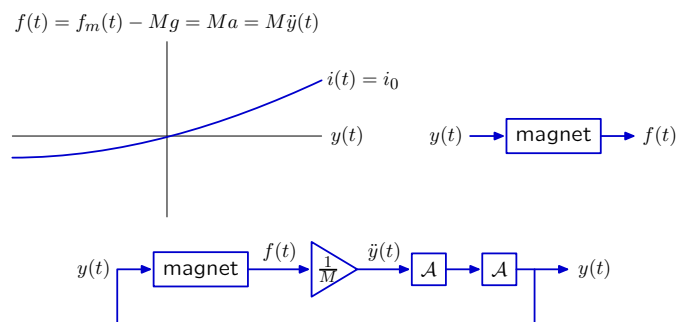 f(t) = f_m(t) − Mg = Ma = Mÿ(t)
i(t) = i_0
y(t)
y(t) magnet f(t)
y(t) magnet f(t) 1/M ÿ(t) 𝒜 𝒜 y(t)